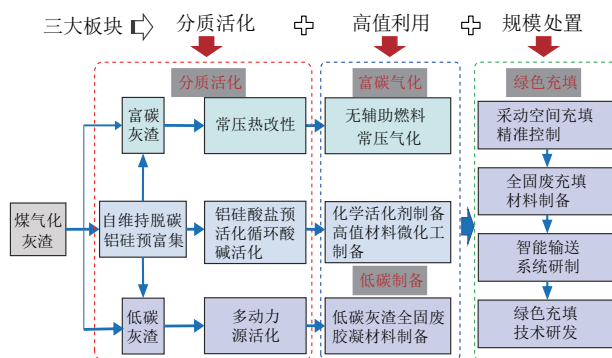 三大板块 分质活化 高值利用 规模处置
分质活化
富碳气化
绿色充填
富碳
灰渣
常压热改性
无辅助燃料
常压气化
采动空间充填
精准控制
煤气化
灰渣
自维持脱碳
铝硅预富集
铝硅酸盐预
活化循环酸
碱活化
化学活化剂制备
高值材料微化工
制备
全固废充填
材料制备
智能输送
系统研制
低碳制备
低碳
灰渣
多动力
源活化
低碳灰渣全固废
胶凝材料制备
绿色充填
技术研发